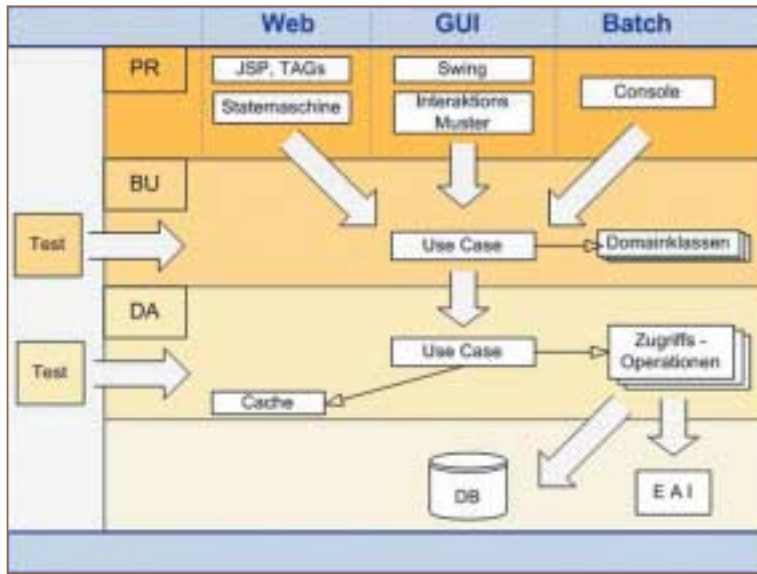 Web GUI Batch
PR
JSP, TAGs
Swing
Console
Statemaschine
Interaktions
Muster
BU
Test
Use Case
Domainklassen
DA
Test
Use Case
Zugriffs -
Operationen
Cache
DB
E A I